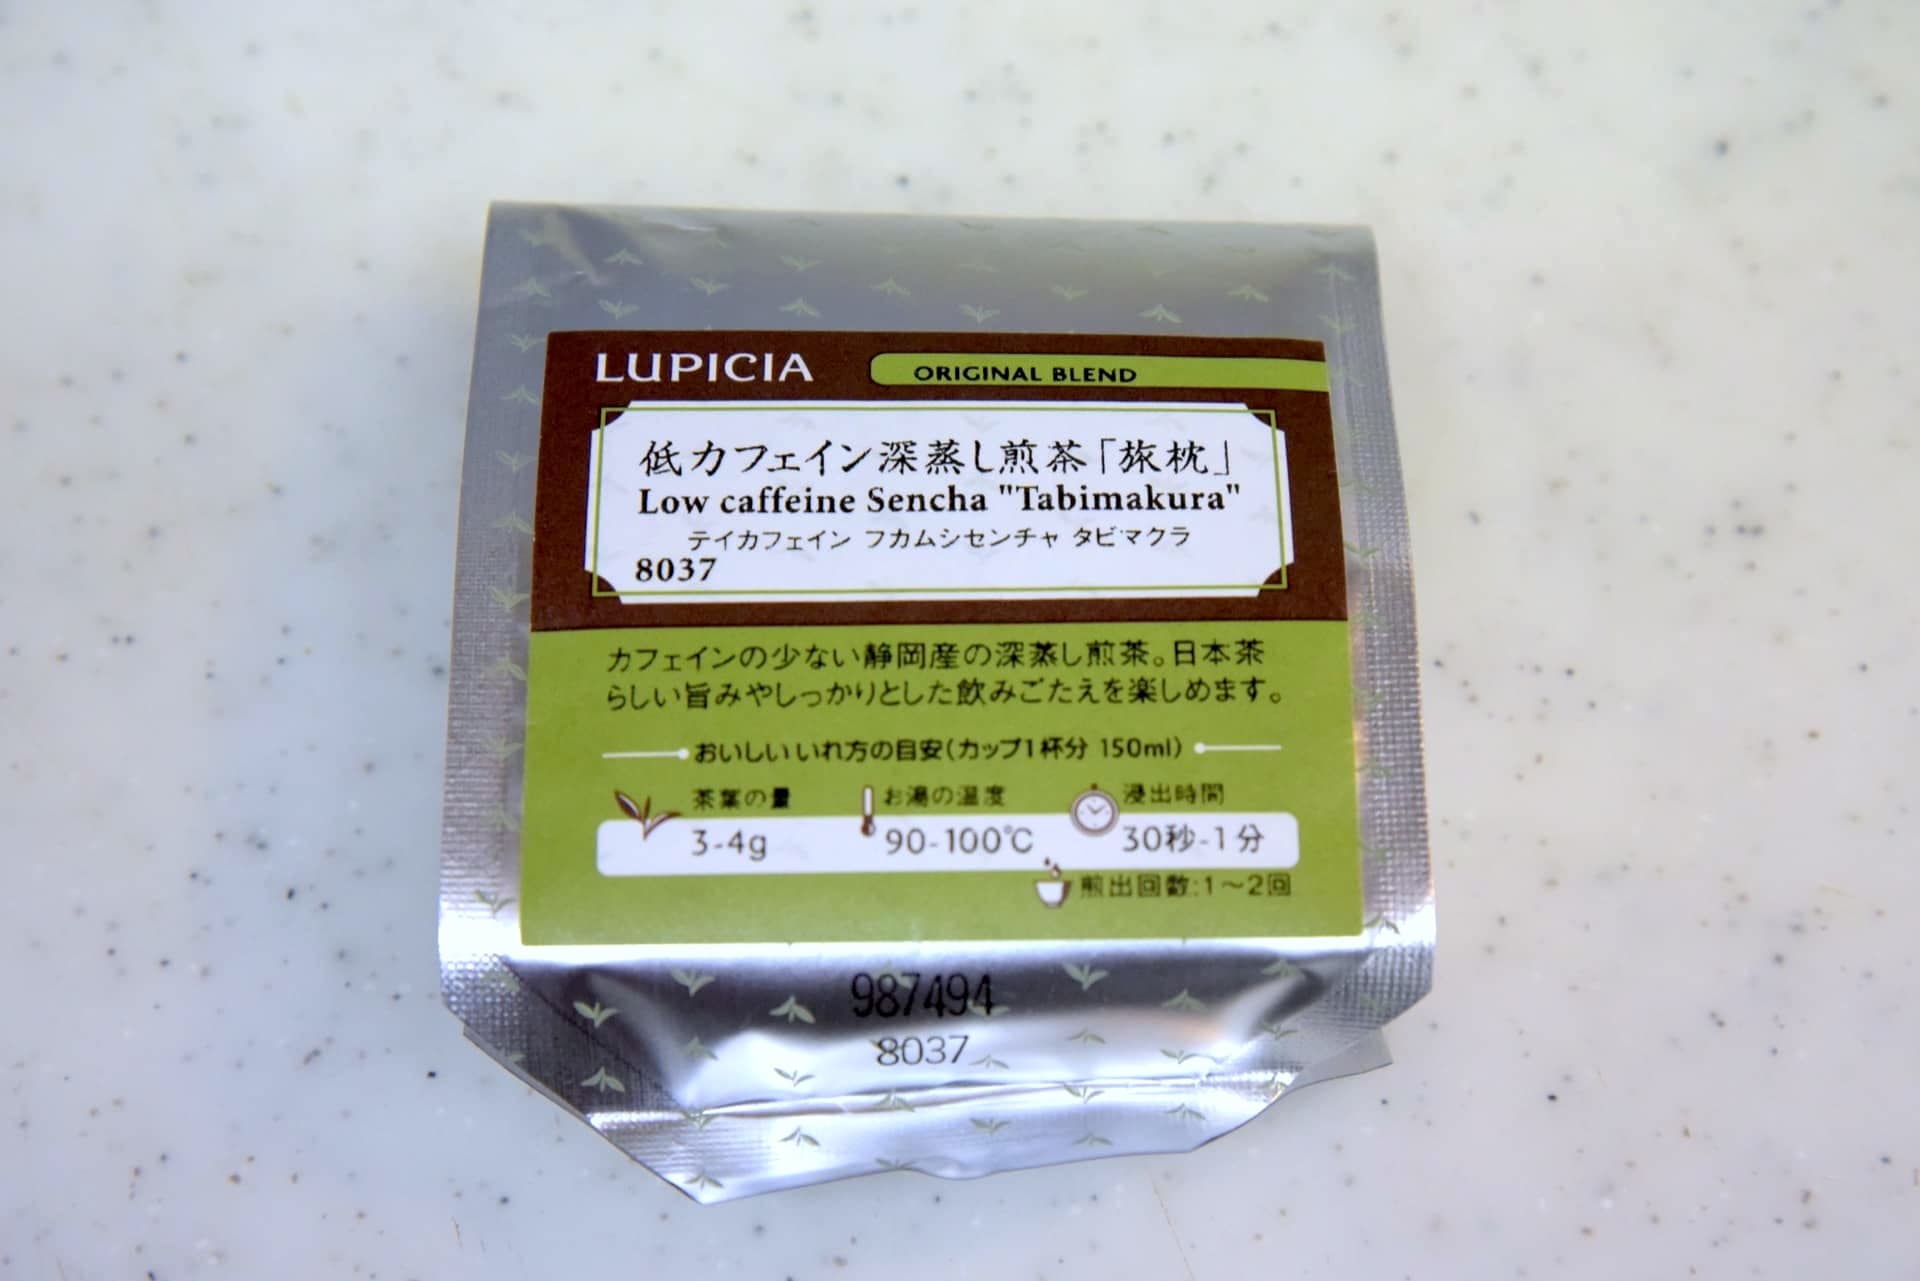 LUPICIA
ORIGINAL BLEND
低カフェイン深蒸し煎茶「旅枕」
Low caffeine Sencha "Tabimakura"
テイカフェイン フカムシセンチャ タビマクラ
8037
カフェインの少ない静岡産の深蒸し煎茶。日本茶
らしい旨みやしっかりとした飲みごたえを楽しめます。
おいしいいれ方の目安(カップ1杯分 150ml)
茶葉の量 お湯の温度 浸出時間
3-4g 90-100℃ 30秒-1分
煎出回数:1〜2回
987494
8037